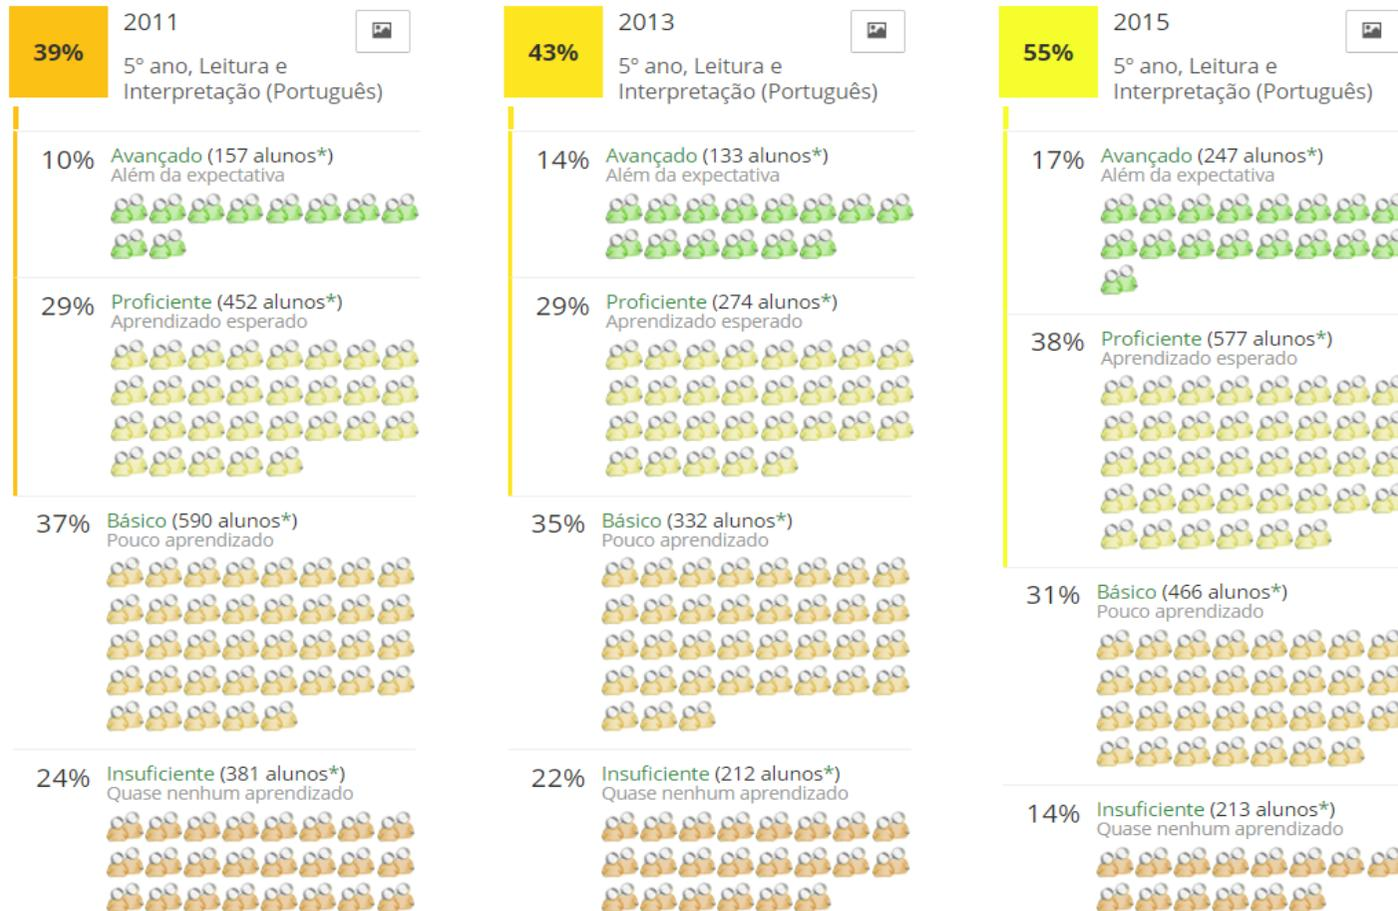 39%
2011
5º ano, Leitura e
Interpretação (Português)
10%
Avançado (157 alunos*)
Além da expectativa
29%
Proficiente (452 alunos*)
Aprendizado esperado
37%
Básico (590 alunos*)
Pouco aprendizado
24%
Insuficiente (381 alunos*)
Quase nenhum aprendizado
43%
2013
5º ano, Leitura e
Interpretação (Português)
14%
Avançado (133 alunos*)
Além da expectativa
29%
Proficiente (274 alunos*)
Aprendizado esperado
35%
Básico (332 alunos*)
Pouco aprendizado
22%
Insuficiente (212 alunos*)
Quase nenhum aprendizado
55%
2015
5º ano, Leitura e
Interpretação (Português)
17%
Avançado (247 alunos*)
Além da expectativa
38%
Proficiente (577 alunos*)
Aprendizado esperado
31%
Básico (466 alunos*)
Pouco aprendizado
14%
Insuficiente (213 alunos*)
Quase nenhum aprendizado